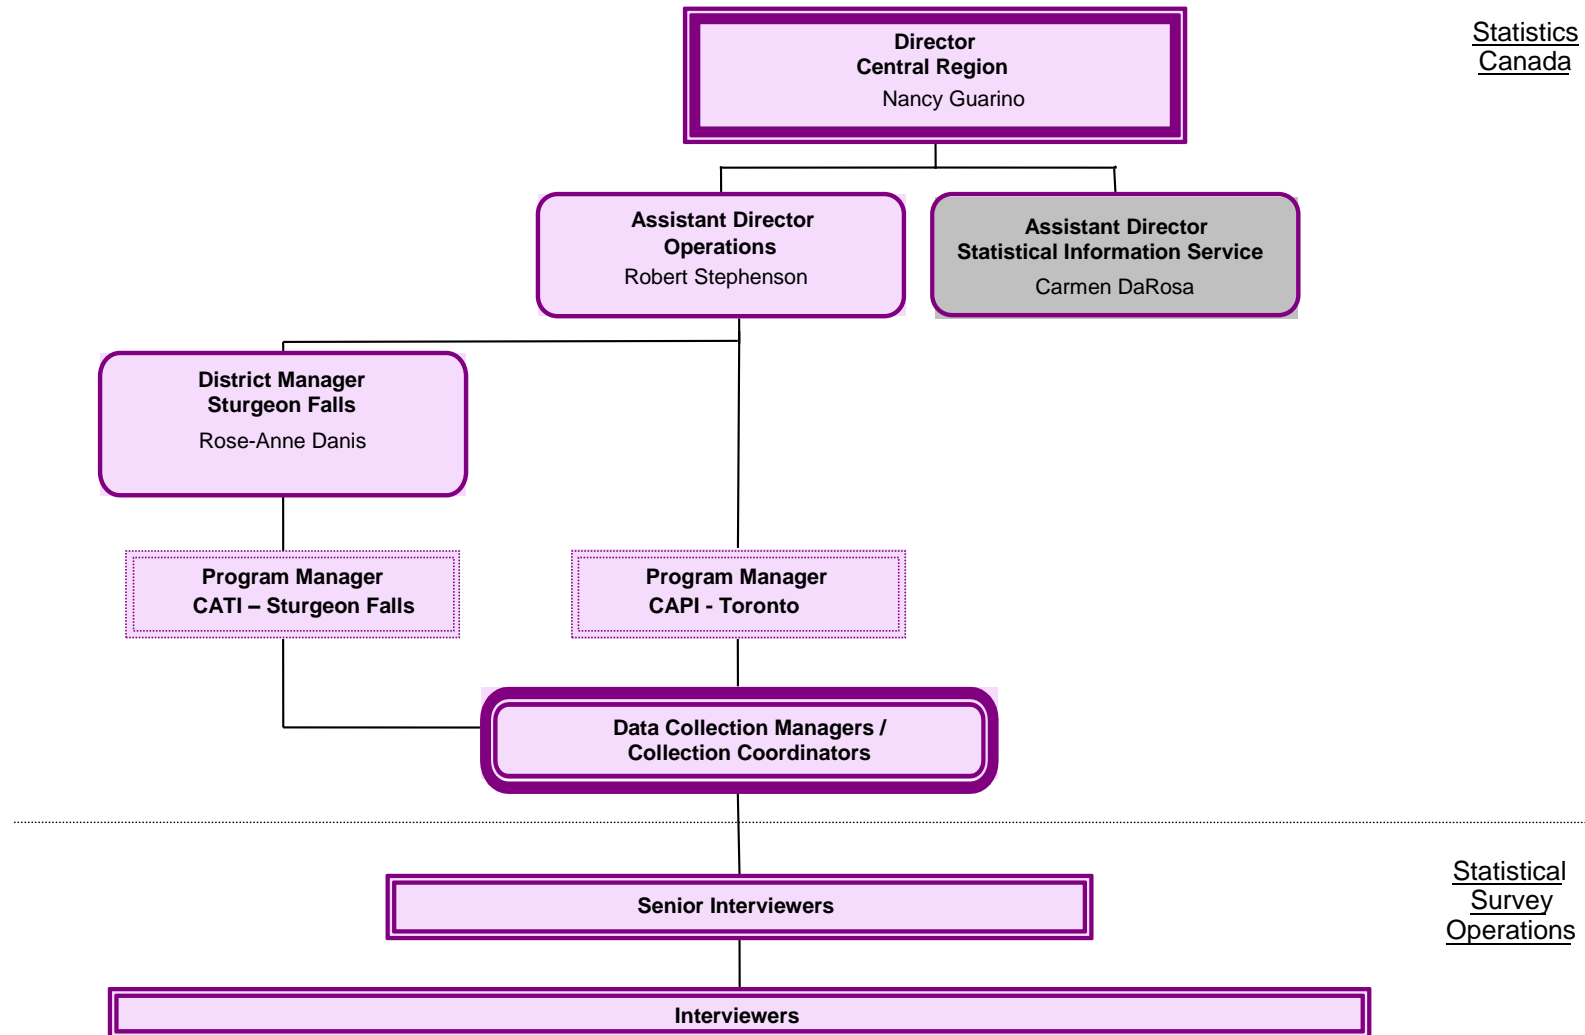 Director
Central Region
Nancy Guarino
Statistics
Canada
Assistant Director
Operations
Robert Stephenson
Assistant Director
Statistical Information Service
Carmen DaRosa
District Manager
Sturgeon Falls
Rose-Anne Danis
Program Manager
CATI – Sturgeon Falls
Program Manager
CAPI - Toronto
Data Collection Managers /
Collection Coordinators
Senior Interviewers
Statistical
Survey
Operations
Interviewers